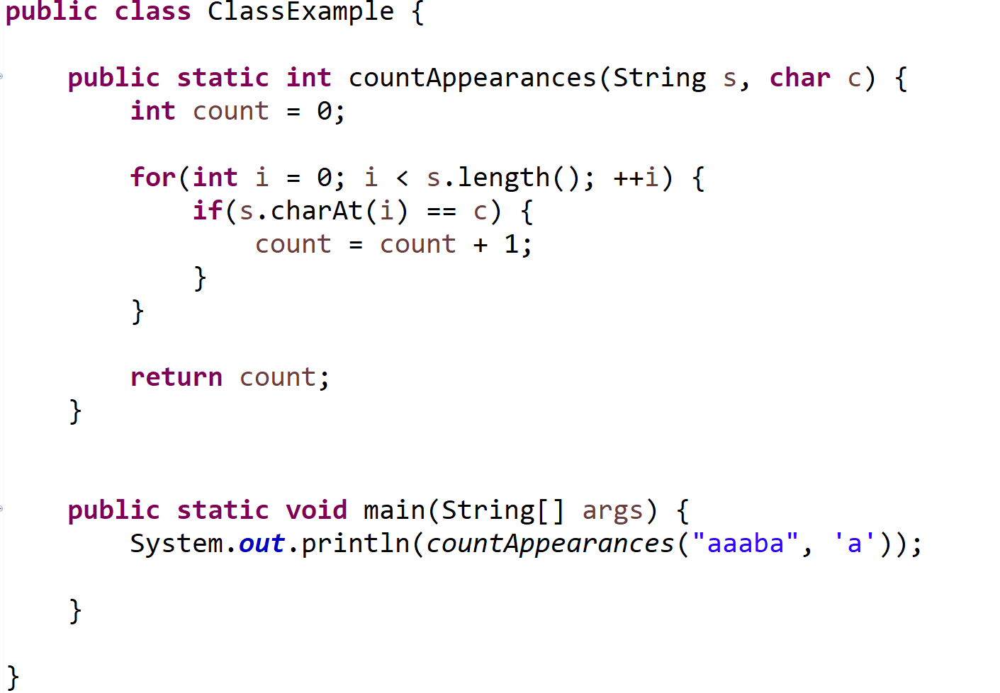 public class ClassExample {
public static int countAppearances(String s, char c) {
int count = 0;
for(int i = 0; i < s.length(); ++i) {
if(s.charAt(i) == c) {
count = count + 1;
}
}
return count;
}
public static void main(String[] args) {
System.out.println(countAppearances("aaaba", 'a'));
}
}